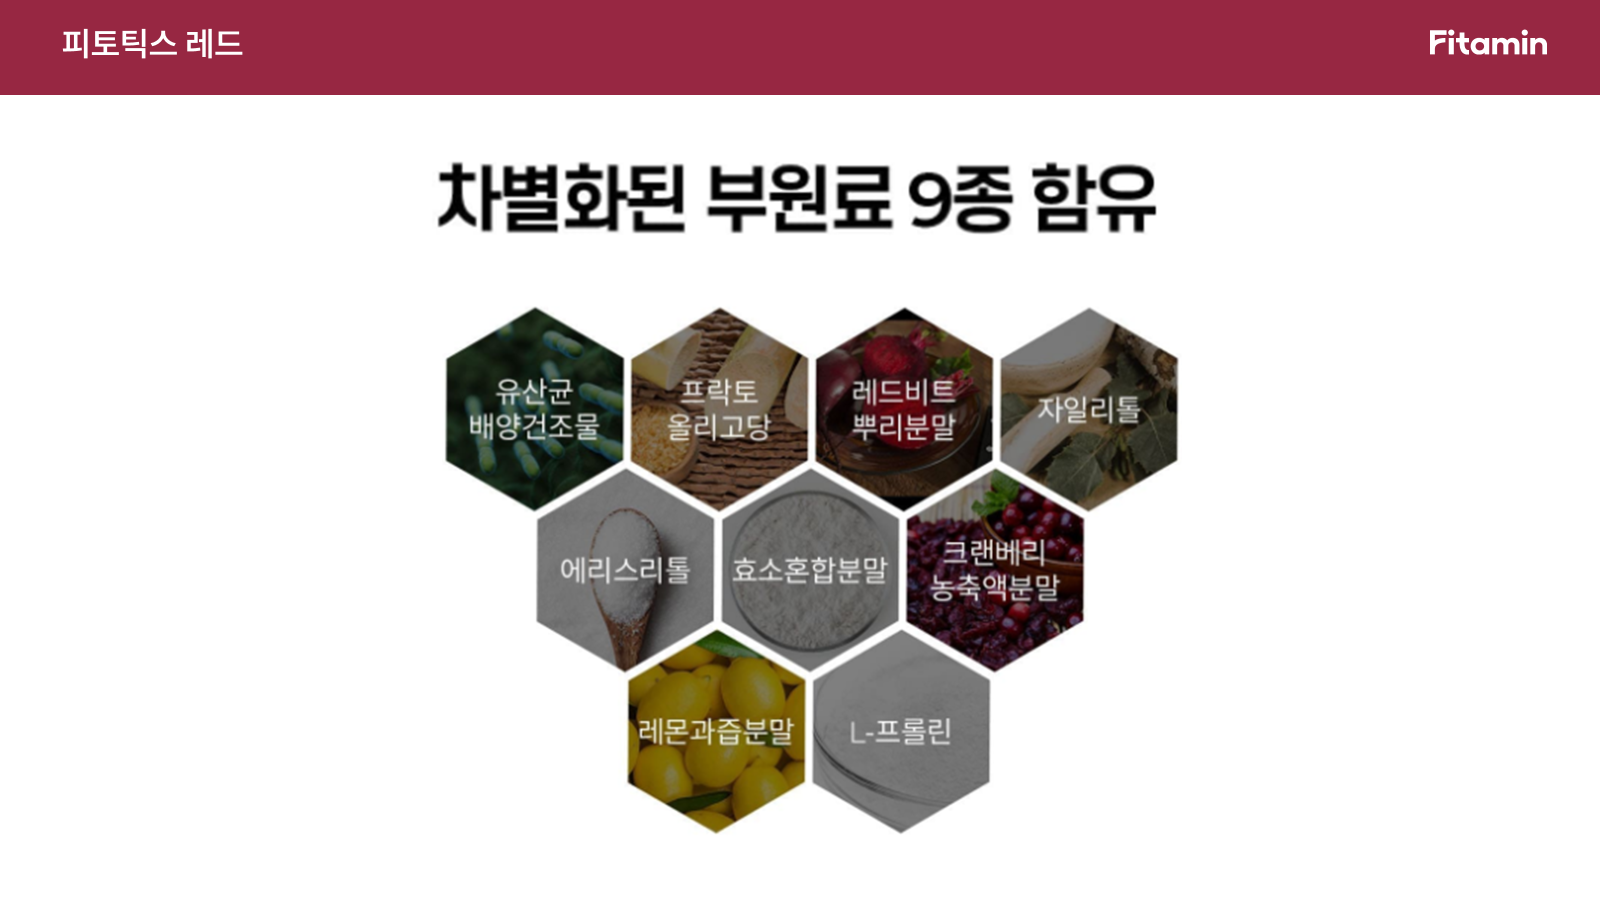 피토틱스 레드
Fitamin
차별화된 부원료 9종 함유
유산균
배양건조물
프락토
올리고당
레드비트
뿌리분말
자일리톨
에리스리톨
효소혼합분말
크랜베리
농축액분말
레몬과즙분말
L-프롤린